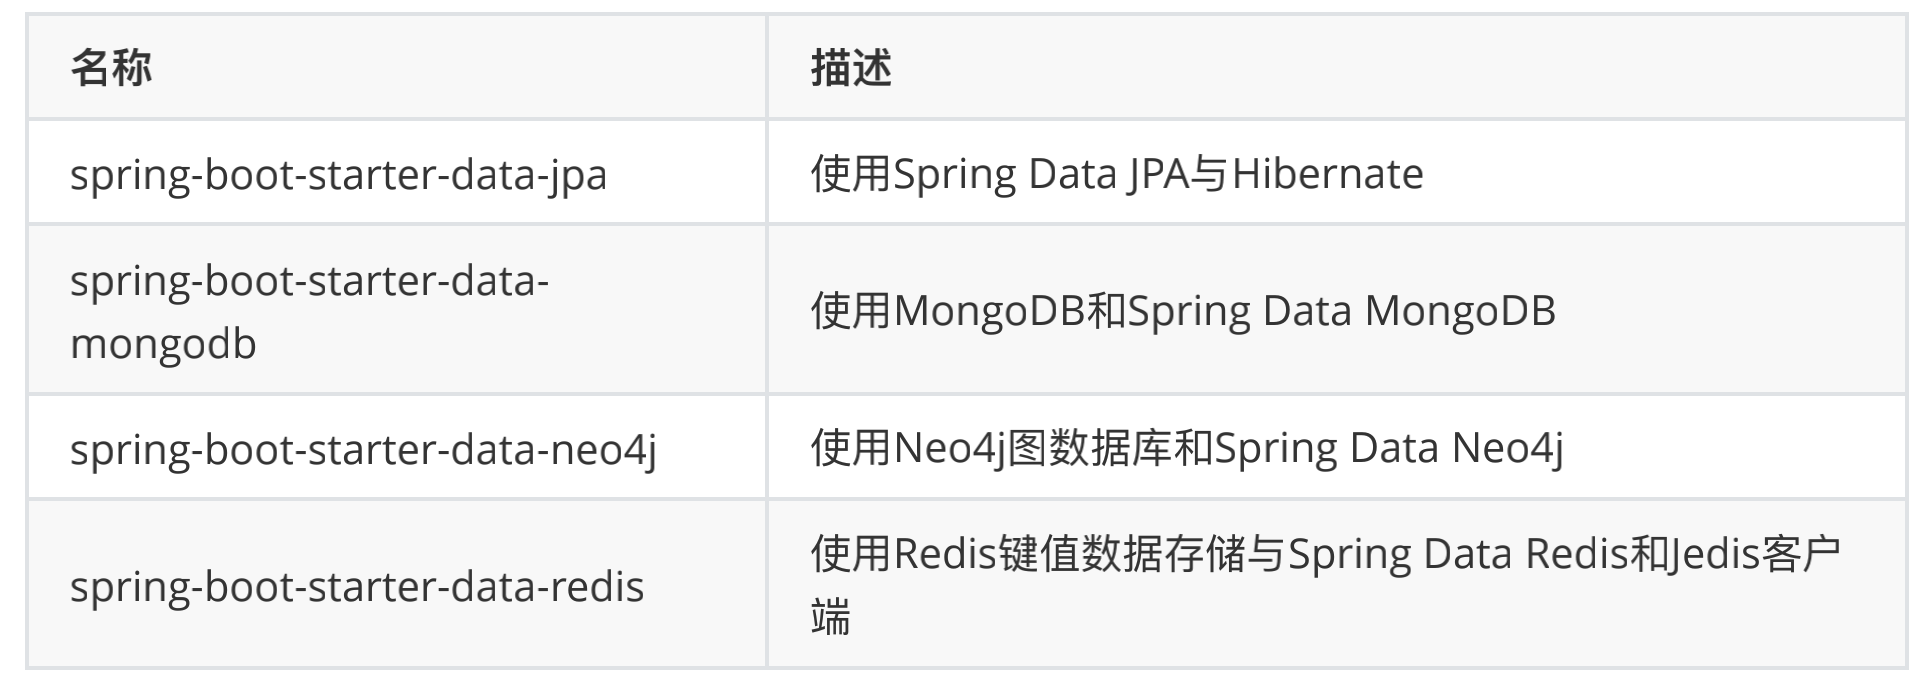 名称
描述
spring-boot-starter-data-jpa
使用Spring Data JPA与Hibernate
spring-boot-starter-data-
mongodb
使用MongoDB和Spring Data MongoDB
spring-boot-starter-data-neo4j
使用Neo4j图数据库和Spring Data Neo4j
spring-boot-starter-data-redis
使用Redis键值数据存储与Spring Data Redis和Jedis客户
端